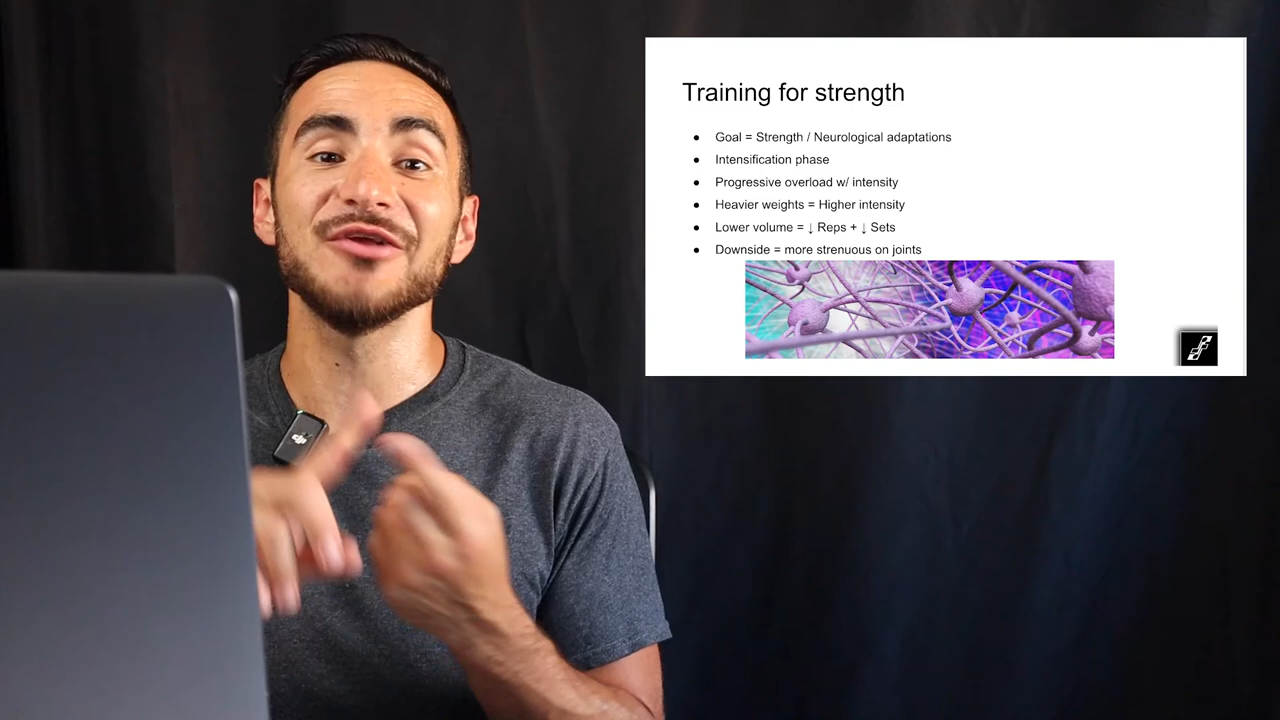 Training for strength
● Goal = Strength / Neurological adaptations
● Intensification phase
● Progressive overload w/ intensity
● Heavier weights = Higher intensity
● Lower volume = ↓ Reps + ↓ Sets
● Downside = more strenuous on joints
dji